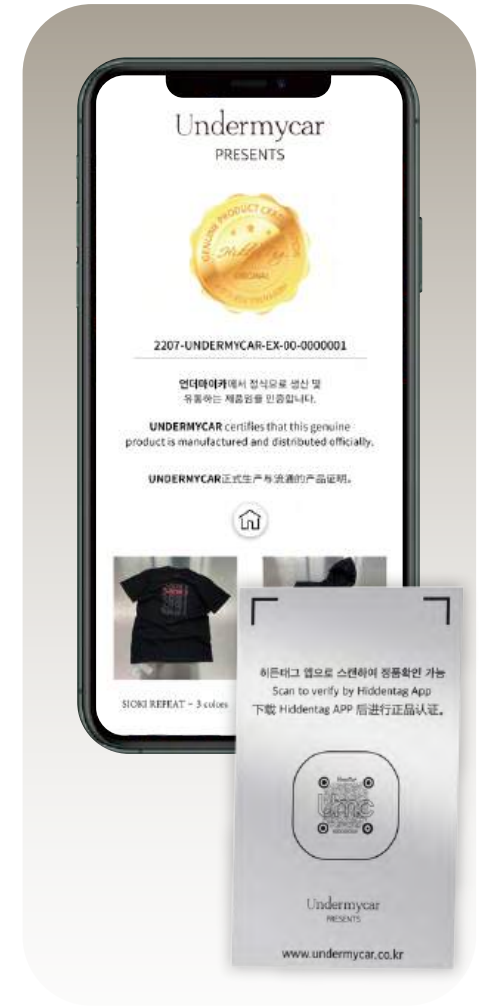 Undermycar
PRESENTS
GENUINE PRODUCT
Hiddentag
ORIGINAL
2207-UNDERMYCAR-EX-00-0000001
언더마이카에서 정식으로 생산 및
유통하는 제품임을 인증합니다.
UNDERMYCAR certifies that this genuine
product is manufactured and distributed officially.
UNDERMYCAR正式生产与流通的产品证明。
SIOKI REPEAT - 3 colors
히든태그 앱으로 스캔하여 정품확인 가능
Scan to verify by Hiddentag App
下载 Hiddentag APP 后进行正品认证。
umc
Undermycar
PRESENTS
www.undermycar.co.kr